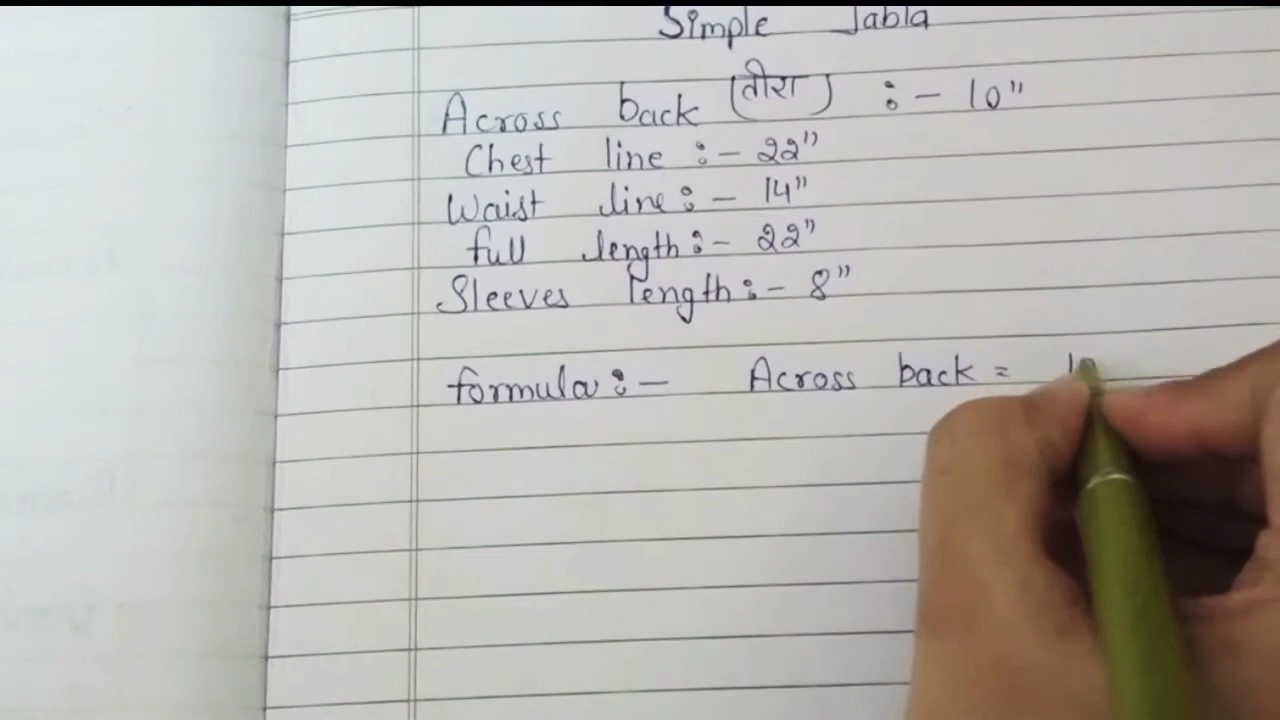 Simple Jabla
Across back (तीरा) :- 10"
Chest line :- 22"
Waist line :- 14"
full length :- 22"
Sleeves length :- 8"
formula :- Across back = 10